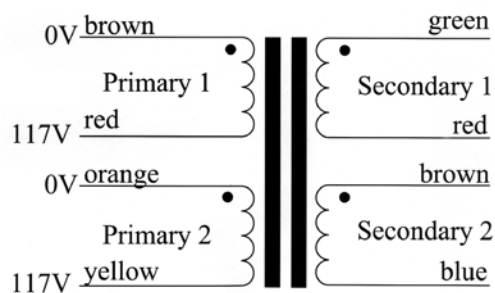 0V brown green
Primary 1 Secondary 1
117V red red
0V orange brown
Primary 2 Secondary 2
117V yellow blue